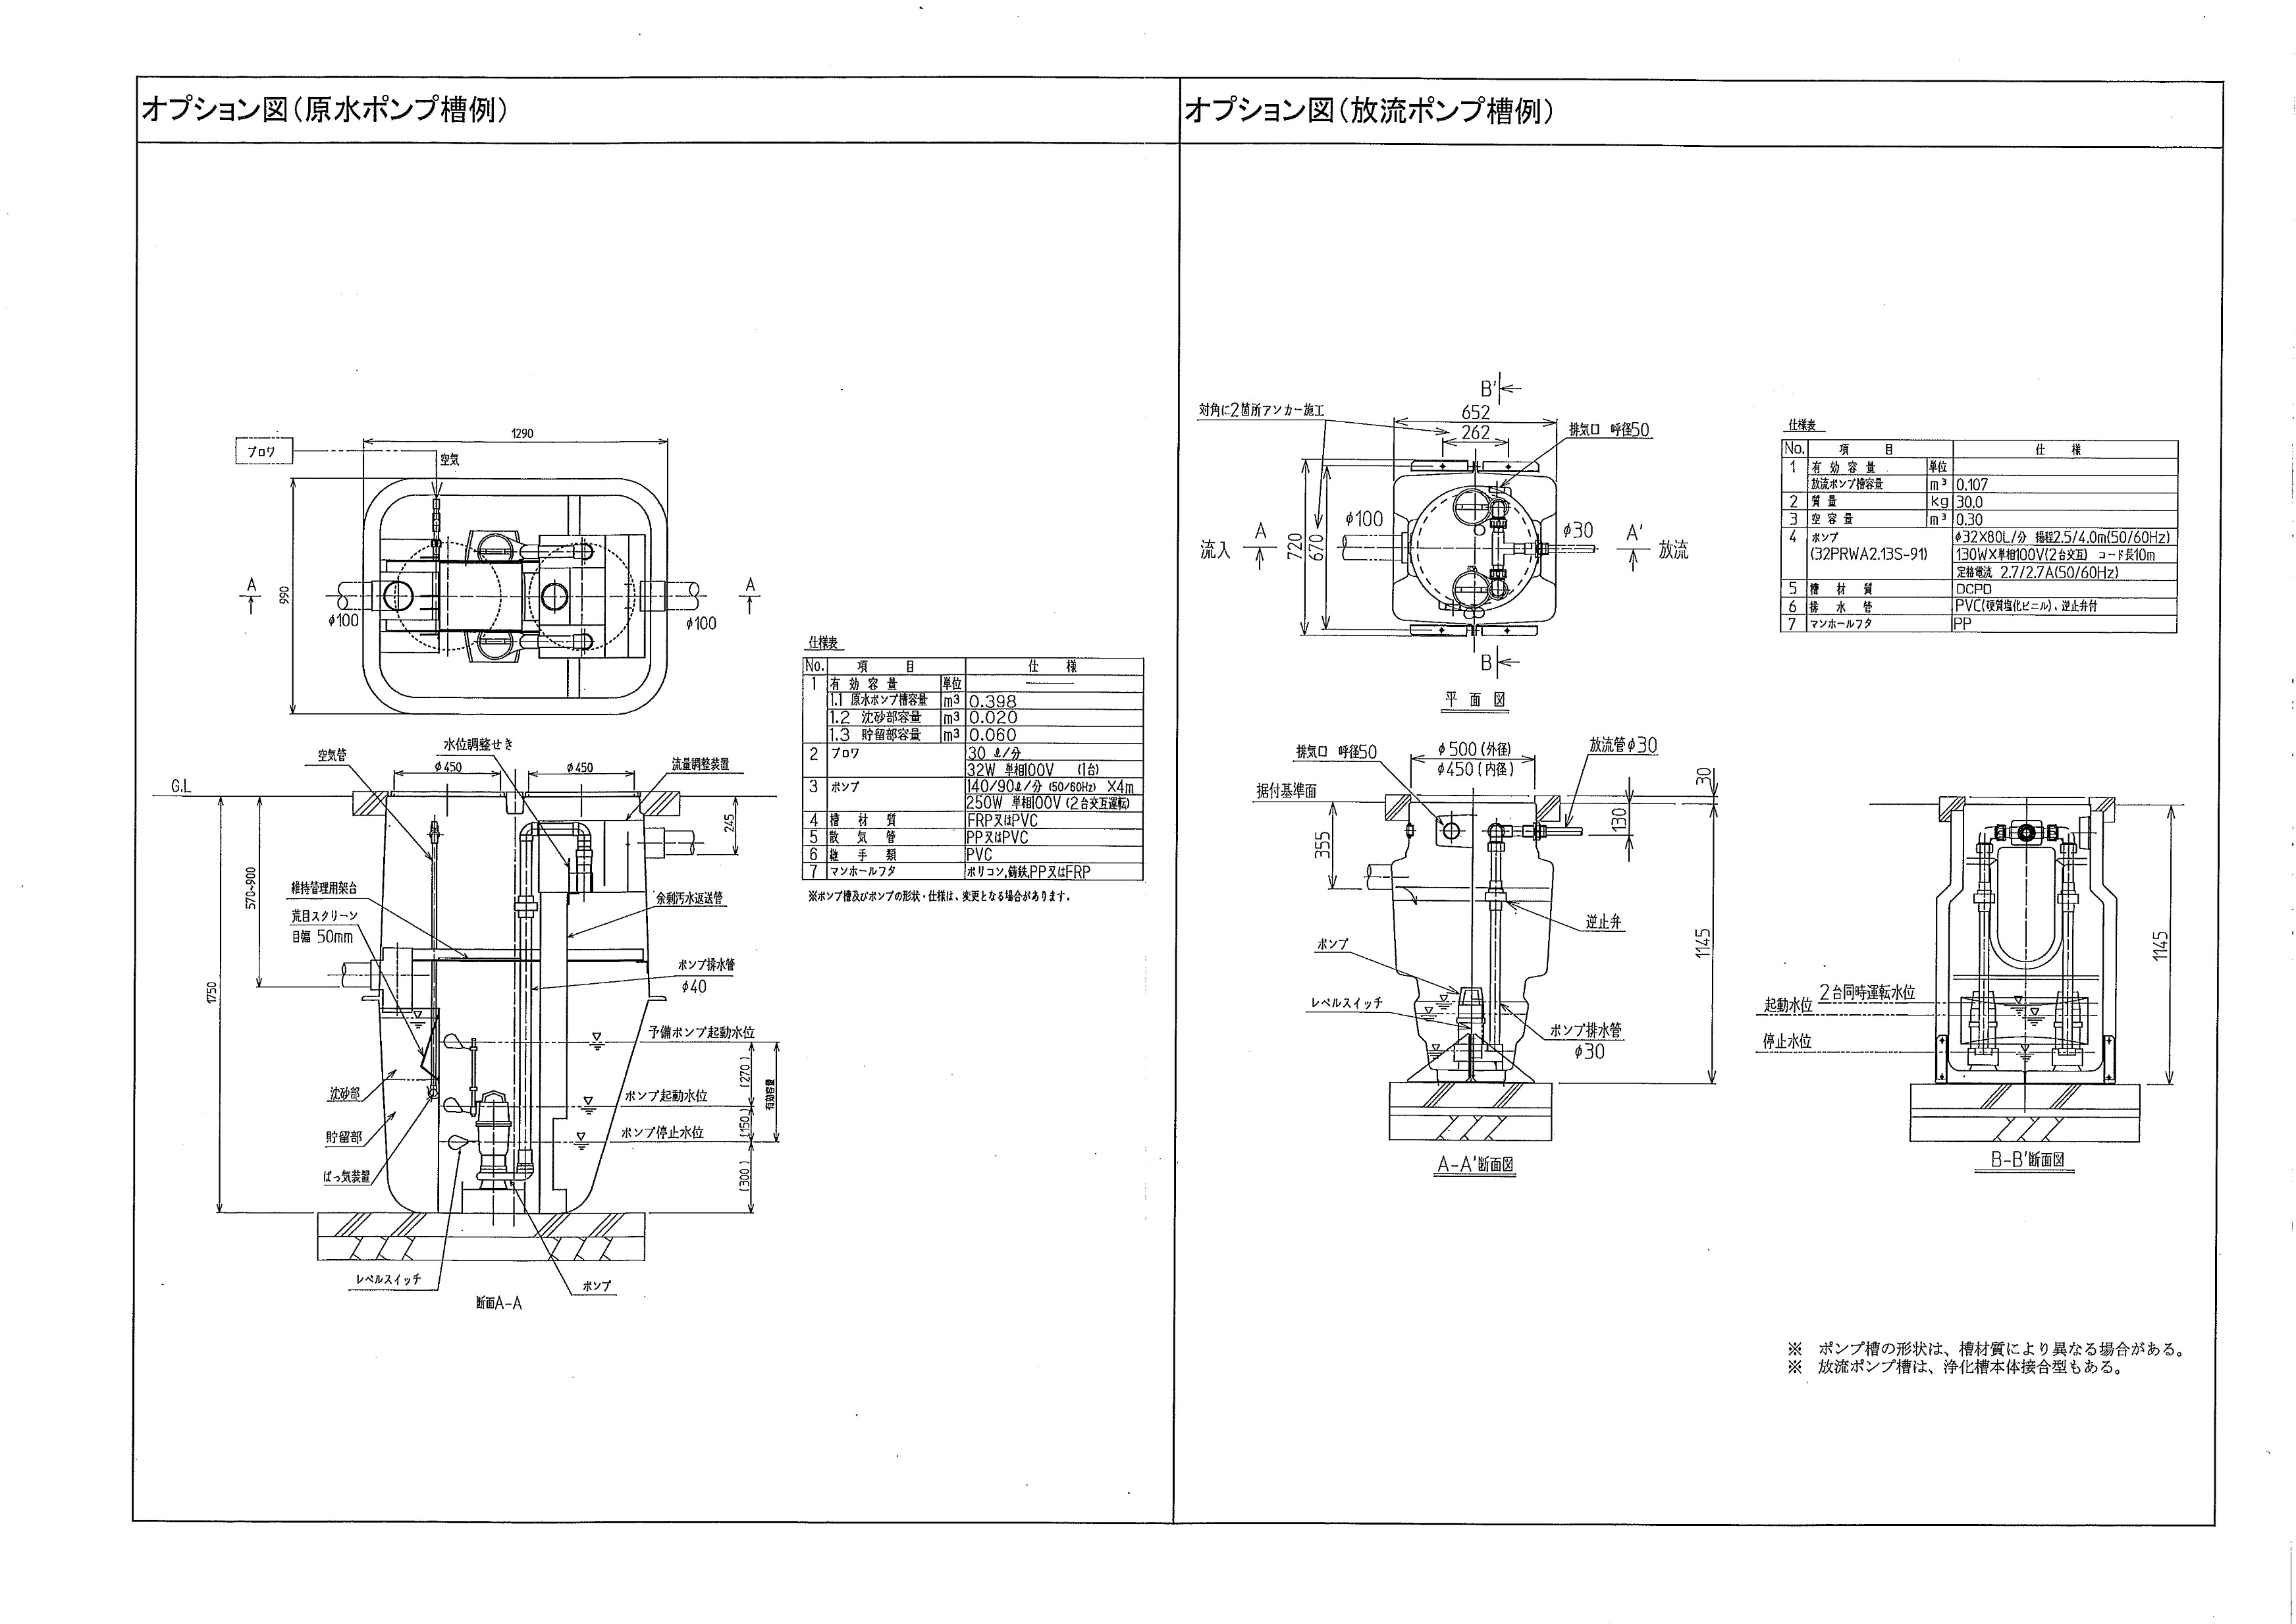 オプション図(原水ポンプ槽例)
ブロワ
1290
空気
990
A
A
φ100
φ100
空気管
水位調整せき
φ450
φ450
流量調整装置
G.L
245
570~900
1750
維持管理用架台
荒目スクリーン
目幅 50mm
余剰汚水返送管
ポンプ排水管
φ40
予備ポンプ起動水位
(270)
有効容量
ポンプ起動水位
(150)
ポンプ停止水位
(300)
沈砂部
貯留部
ばっ気装置
レベルスイッチ
ポンプ
断面A-A
仕様表
No. 項 目 仕 様
1 有効容量 単位
1.1 原水ポンプ槽容量 m³ 0.398
1.2 沈砂部容量 m³ 0.020
1.3 貯留部容量 m³ 0.060
2 ブロワ 30 ℓ/分
32W 単相100V (1台)
3 ポンプ 140/90ℓ/分 (50/60Hz) ×4m
250W 単相100V (2台交互運転)
4 槽材質 FRP又はPVC
5 散気管 PP又はPVC
6 継手類 PVC
7 マンホールフタ ポリコン,鋳鉄,PP又はFRP
※ポンプ槽及びポンプの形状・仕様は、変更となる場合があります。
オプション図(放流ポンプ槽例)
B'
対角に2箇所アンカー施工
652
262
排気口 呼径50
φ100
φ30
流入
A
A'
放流
720
670
B
平面図
仕様表
No. 項 目 仕 様
1 有効容量 単位
放流ポンプ槽容量 m³ 0.107
2 質量 kg 30.0
3 空容量 m³ 0.30
4 ポンプ φ32×80L/分 揚程2.5/4.0m(50/60Hz)
(32PRWA2.13S-91) 130W×単相100V(2台交互) コード長10m
定格電流 2.7/2.7A(50/60Hz)
5 槽材質 DCPD
6 排水管 PVC(硬質塩化ビニル)、逆止弁付
7 マンホールフタ PP
排気口 呼径50
φ500(外径)
φ450(内径)
放流管φ30
据付基準面
30
130
355
1145
逆止弁
ポンプ
レベルスイッチ
ポンプ排水管
φ30
A-A'断面図
2台同時運転水位
起動水位
停止水位
1145
B-B'断面図
※ ポンプ槽の形状は、槽材質により異なる場合がある。
※ 放流ポンプ槽は、浄化槽本体接合型もある。